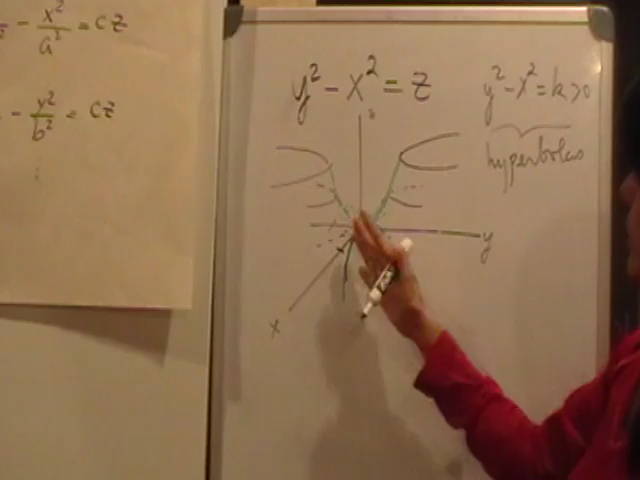 - x²/a² = cz
- y²/b² = cz
y² - x² = z
y² - x² = k > 0
hyperbolas
z
y
x